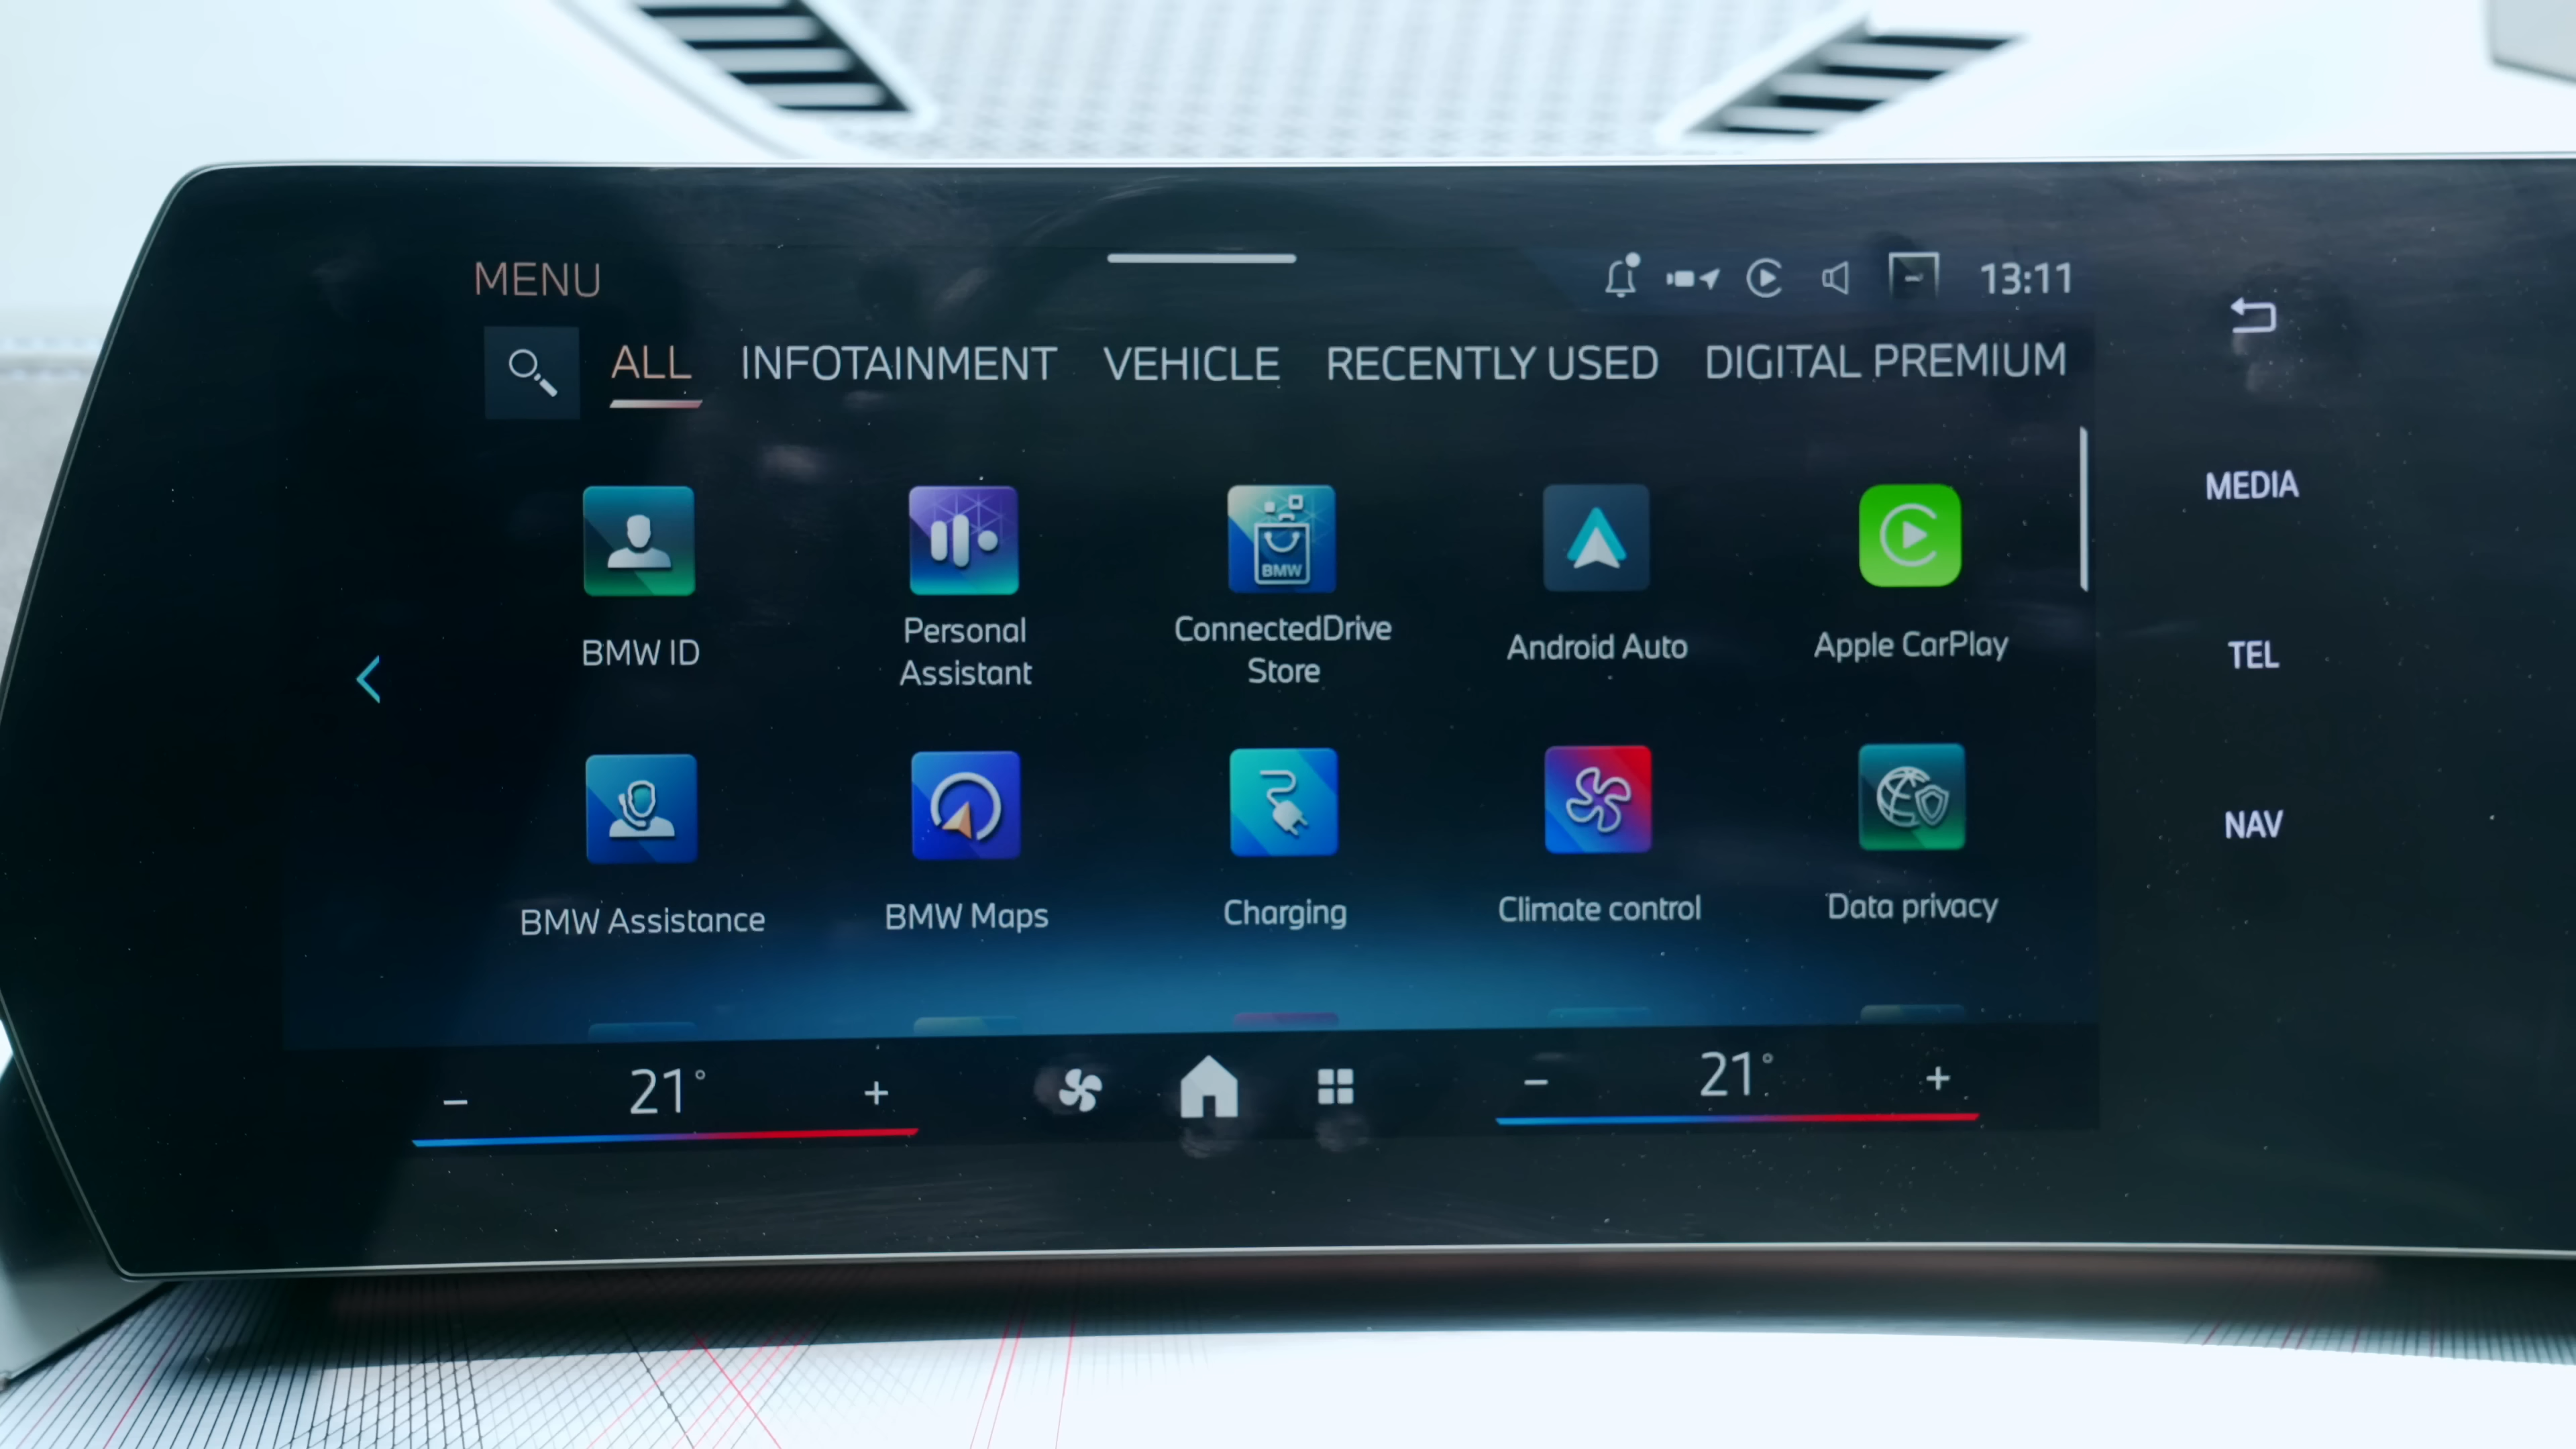 MENU
13:11
ALL INFOTAINMENT VEHICLE RECENTLY USED DIGITAL PREMIUM
MEDIA
BMW
BMW ID
Personal
Assistant
ConnectedDrive
Store
Android Auto
Apple CarPlay
TEL
NAV
BMW Assistance
BMW Maps
Charging
Climate control
Data privacy
− 21° +
− 21° +